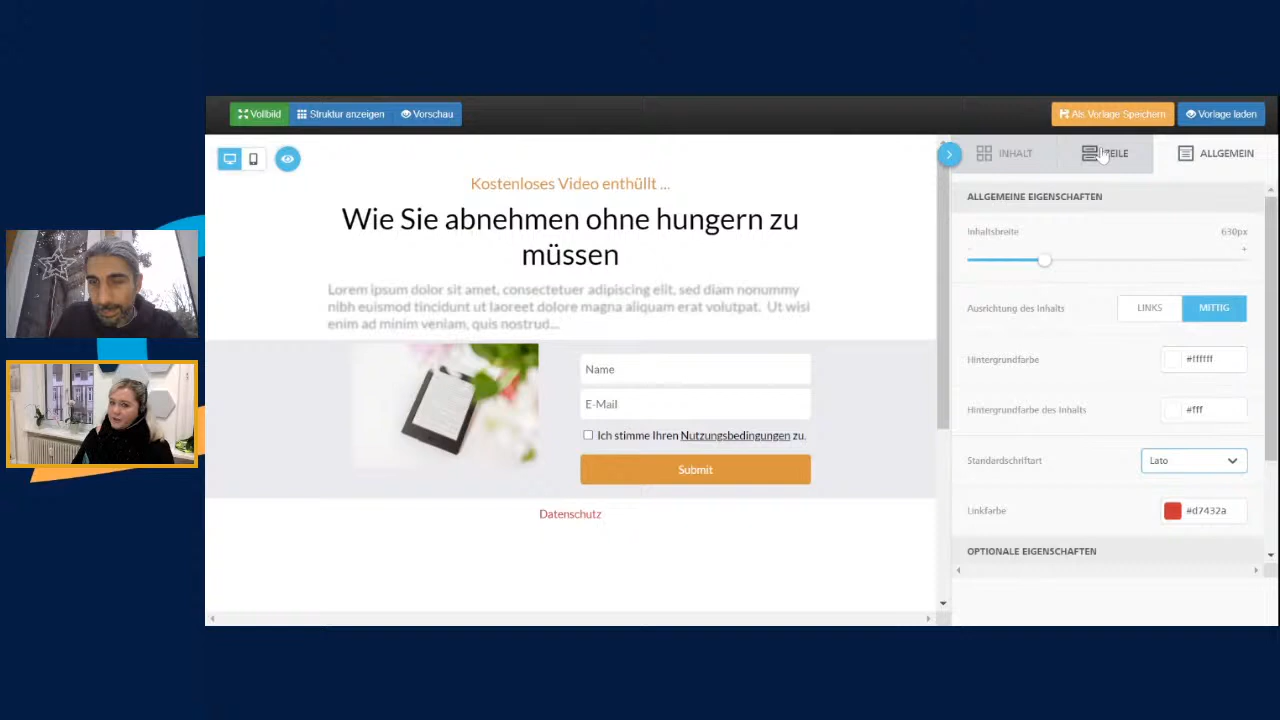 Vollbild
Struktur anzeigen
Vorschau
Als Vorlage Speichern
Vorlage laden
INHALT
ALLGEMEIN
Kostenloses Video enthüllt ...
Wie Sie abnehmen ohne hungern zu
müssen
Lorem ipsum dolor sit amet, consectetuer adipiscing elit, sed diam nonummy
nibh euismod tincidunt ut laoreet dolore magna aliquam erat volutpat. Ut wisi
enim ad minim veniam, quis nostrud...
Name
E-Mail
Ich stimme Ihren Nutzungsbedingungen zu.
Submit
Datenschutz
ALLGEMEINE EIGENSCHAFTEN
Inhaltsbreite
630px
- +
Ausrichtung des Inhalts
LINKS
MITTIG
Hintergrundfarbe
#ffffff
Hintergrundfarbe des Inhalts
#fff
Standardschriftart
Lato
Linkfarbe
#d7432a
OPTIONALE EIGENSCHAFTEN